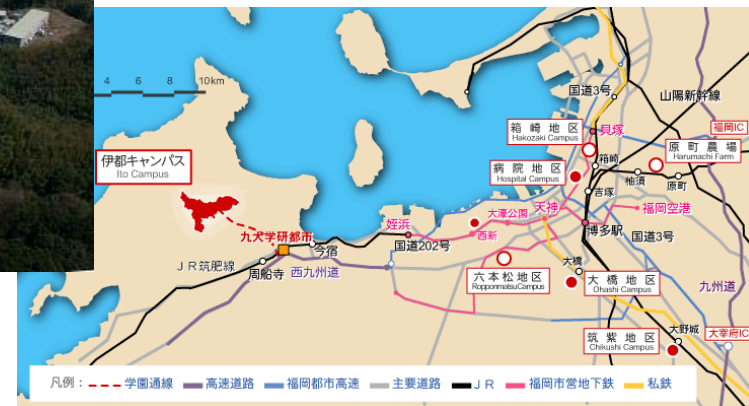 4 6 8 10km
国道3号
山陽新幹線
箱崎地区
Hakozaki Campus
貝塚
福岡IC
原町農場
Harumachi Farm
伊都キャンパス
Ito Campus
病院地区
Hospital Campus
箱崎
柚須
原町
吉塚
大濠公園
天神
福岡空港
姪浜
西新
九大学研都市
今宿
国道202号
博多駅
国道3号
JR筑肥線
周船寺
西九州道
六本松地区
Ropponmatsu Campus
大橋
大橋地区
Ohashi Campus
九州道
筑紫地区
Chikushi Campus
大野城
大宰府IC
凡例： 学園通線 高速道路 福岡都市高速 主要道路 JR 福岡市営地下鉄 私鉄